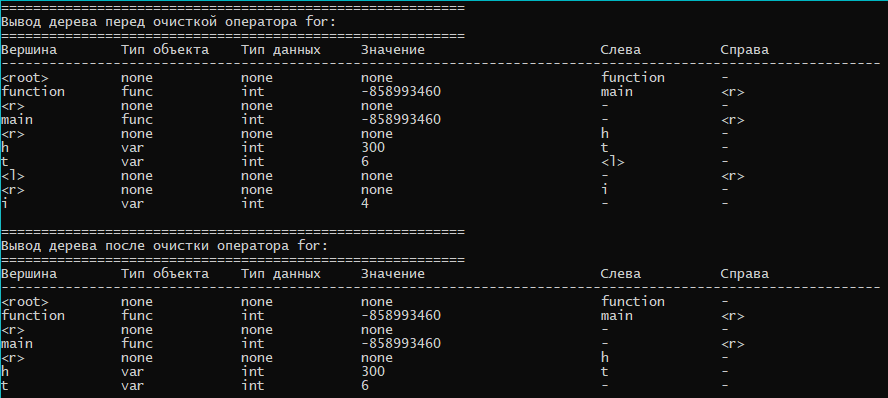 ==========================================================
Вывод дерева перед очисткой оператора for:
==========================================================
Вершина        Тип объекта    Тип данных     Значение                      Слева          Справа
--------------------------------------------------------------------------------------------------------------
<root>         none           none           none                          function       -
function       func           int            -858993460                    main           <r>
<r>            none           none           none                          -              -
main           func           int            -858993460                    -              <r>
<r>            none           none           none                          h              -
h              var            int            300                           t              -
t              var            int            6                             <l>            -
<l>            none           none           none                          -              <r>
<r>            none           none           none                          i              -
i              var            int            4                             -              -
==========================================================
Вывод дерева после очистки оператора for:
==========================================================
Вершина        Тип объекта    Тип данных     Значение                      Слева          Справа
--------------------------------------------------------------------------------------------------------------
<root>         none           none           none                          function       -
function       func           int            -858993460                    main           <r>
<r>            none           none           none                          -              -
main           func           int            -858993460                    -              <r>
<r>            none           none           none                          h              -
h              var            int            300                           t              -
t              var            int            6                             -              -